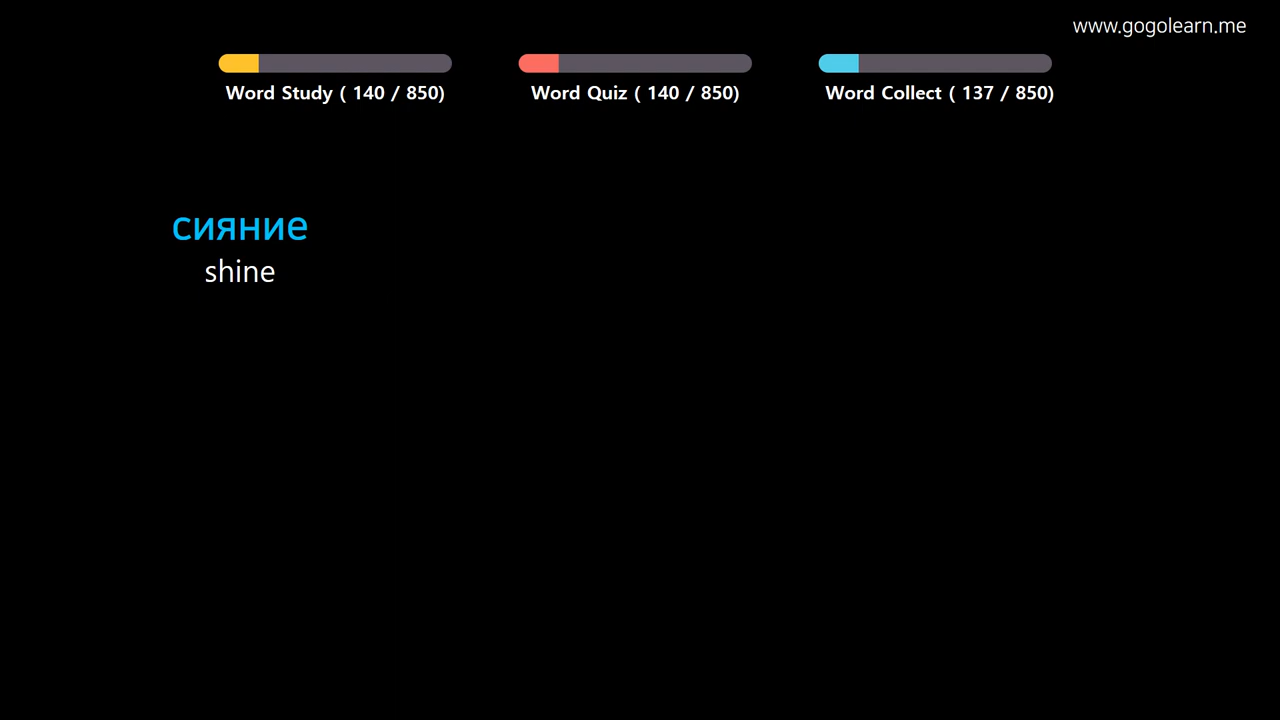 www.gogolearn.me
Word Study ( 140 / 850)
Word Quiz ( 140 / 850)
Word Collect ( 137 / 850)
сияние
shine